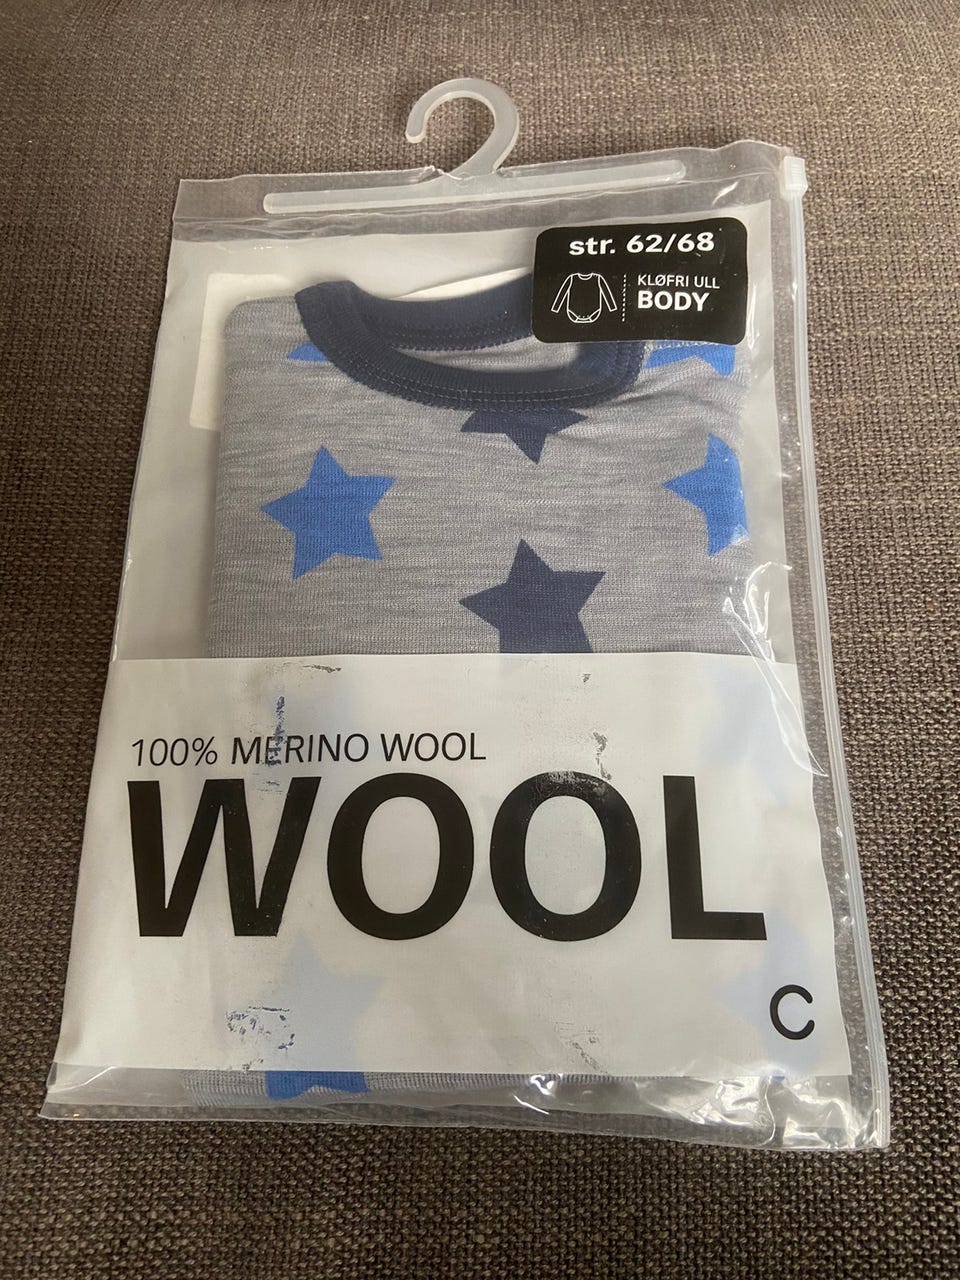 str. 62/68
KLØFRI ULL
BODY
100% MERINO WOOL
WOOL
C